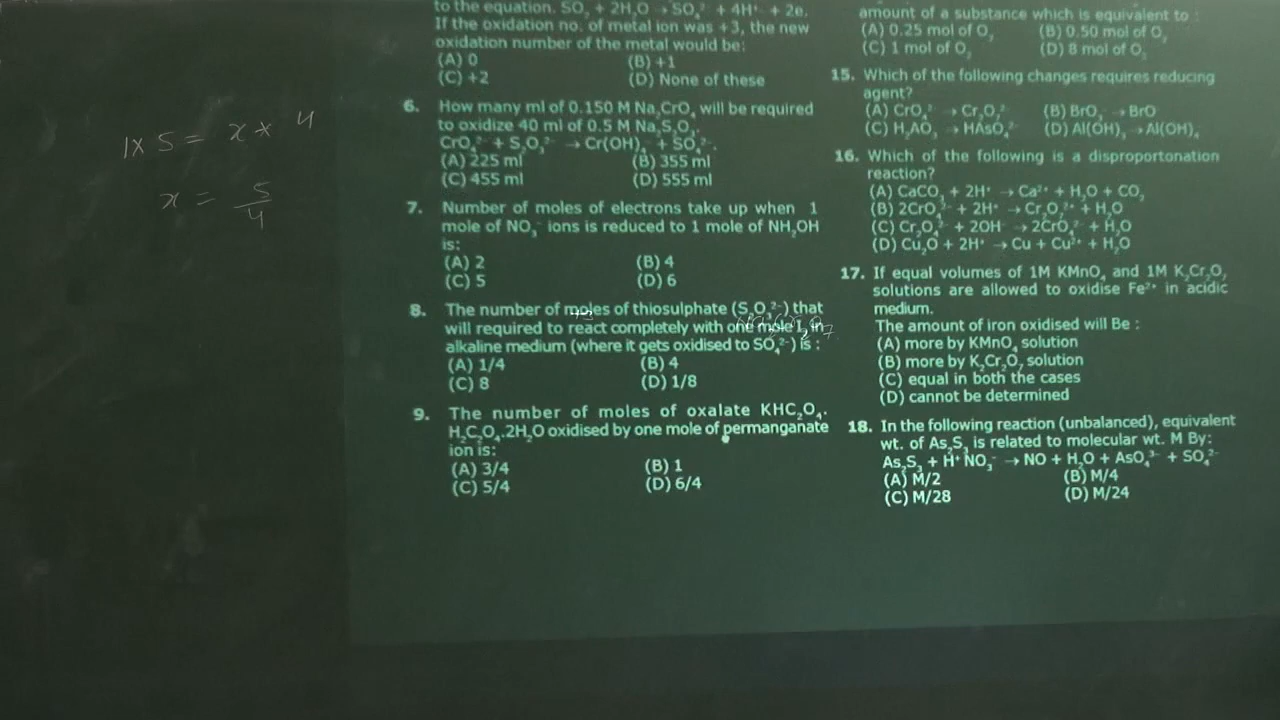 1 x 5 = x x 4
x = 5/4
to the equation. SO₂ + 2H₂O → SO₄²⁻ + 4H⁺ + 2e.
If the oxidation no. of metal ion was +3, the new
oxidation number of the metal would be:
(A) 0 (B) +1
(C) +2 (D) None of these
6. How many ml of 0.150 M Na₂CrO₄ will be required
to oxidize 40 ml of 0.5 M Na₂S₂O₃.
CrO₄²⁻ + S₂O₃²⁻ → Cr(OH)₄⁻ + SO₄²⁻.
(A) 225 ml (B) 355 ml
(C) 455 ml (D) 555 ml
7. Number of moles of electrons take up when 1
mole of NO₃⁻ ions is reduced to 1 mole of NH₂OH
is:
(A) 2 (B) 4
(C) 5 (D) 6
8. The number of moles of thiosulphate (S₂O₃²⁻) that
will required to react completely with one mole I₂ in
alkaline medium (where it gets oxidised to SO₄²⁻) is :
(A) 1/4 (B) 4
(C) 8 (D) 1/8
9. The number of moles of oxalate KHC₂O₄.
H₂C₂O₄.2H₂O oxidised by one mole of permanganate
ion is:
(A) 3/4 (B) 1
(C) 5/4 (D) 6/4
amount of a substance which is equivalent to :
(A) 0.25 mol of O₂ (B) 0.50 mol of O₂
(C) 1 mol of O₂ (D) 8 mol of O₂
15. Which of the following changes requires reducing
agent?
(A) CrO₄²⁻ → Cr₂O₇²⁻ (B) BrO₃⁻ → BrO⁻
(C) H₃AO₃ → HAsO₄²⁻ (D) Al(OH)₃ → Al(OH)₄⁻
16. Which of the following is a disproportonation
reaction?
(A) CaCO₃ + 2H⁺ → Ca²⁺ + H₂O + CO₂
(B) 2CrO₄²⁻ + 2H⁺ → Cr₂O₇²⁺ + H₂O
(C) Cr₂O₄²⁻ + 2OH⁻ → 2CrO₄²⁻ + H₂O
(D) Cu₂O + 2H⁺ → Cu + Cu²⁺ + H₂O
17. If equal volumes of 1M KMnO₄ and 1M K₂Cr₂O₇
solutions are allowed to oxidise Fe²⁺ in acidic
medium.
The amount of iron oxidised will Be :
(A) more by KMnO₄ solution
(B) more by K₂Cr₂O₇ solution
(C) equal in both the cases
(D) cannot be determined
18. In the following reaction (unbalanced), equivalent
wt. of As₂S₃ is related to molecular wt. M By:
As₂S₃ + H⁺ NO₃⁻ → NO + H₂O + AsO₄³⁻ + SO₄²⁻
(A) M/2 (B) M/4
(C) M/28 (D) M/24